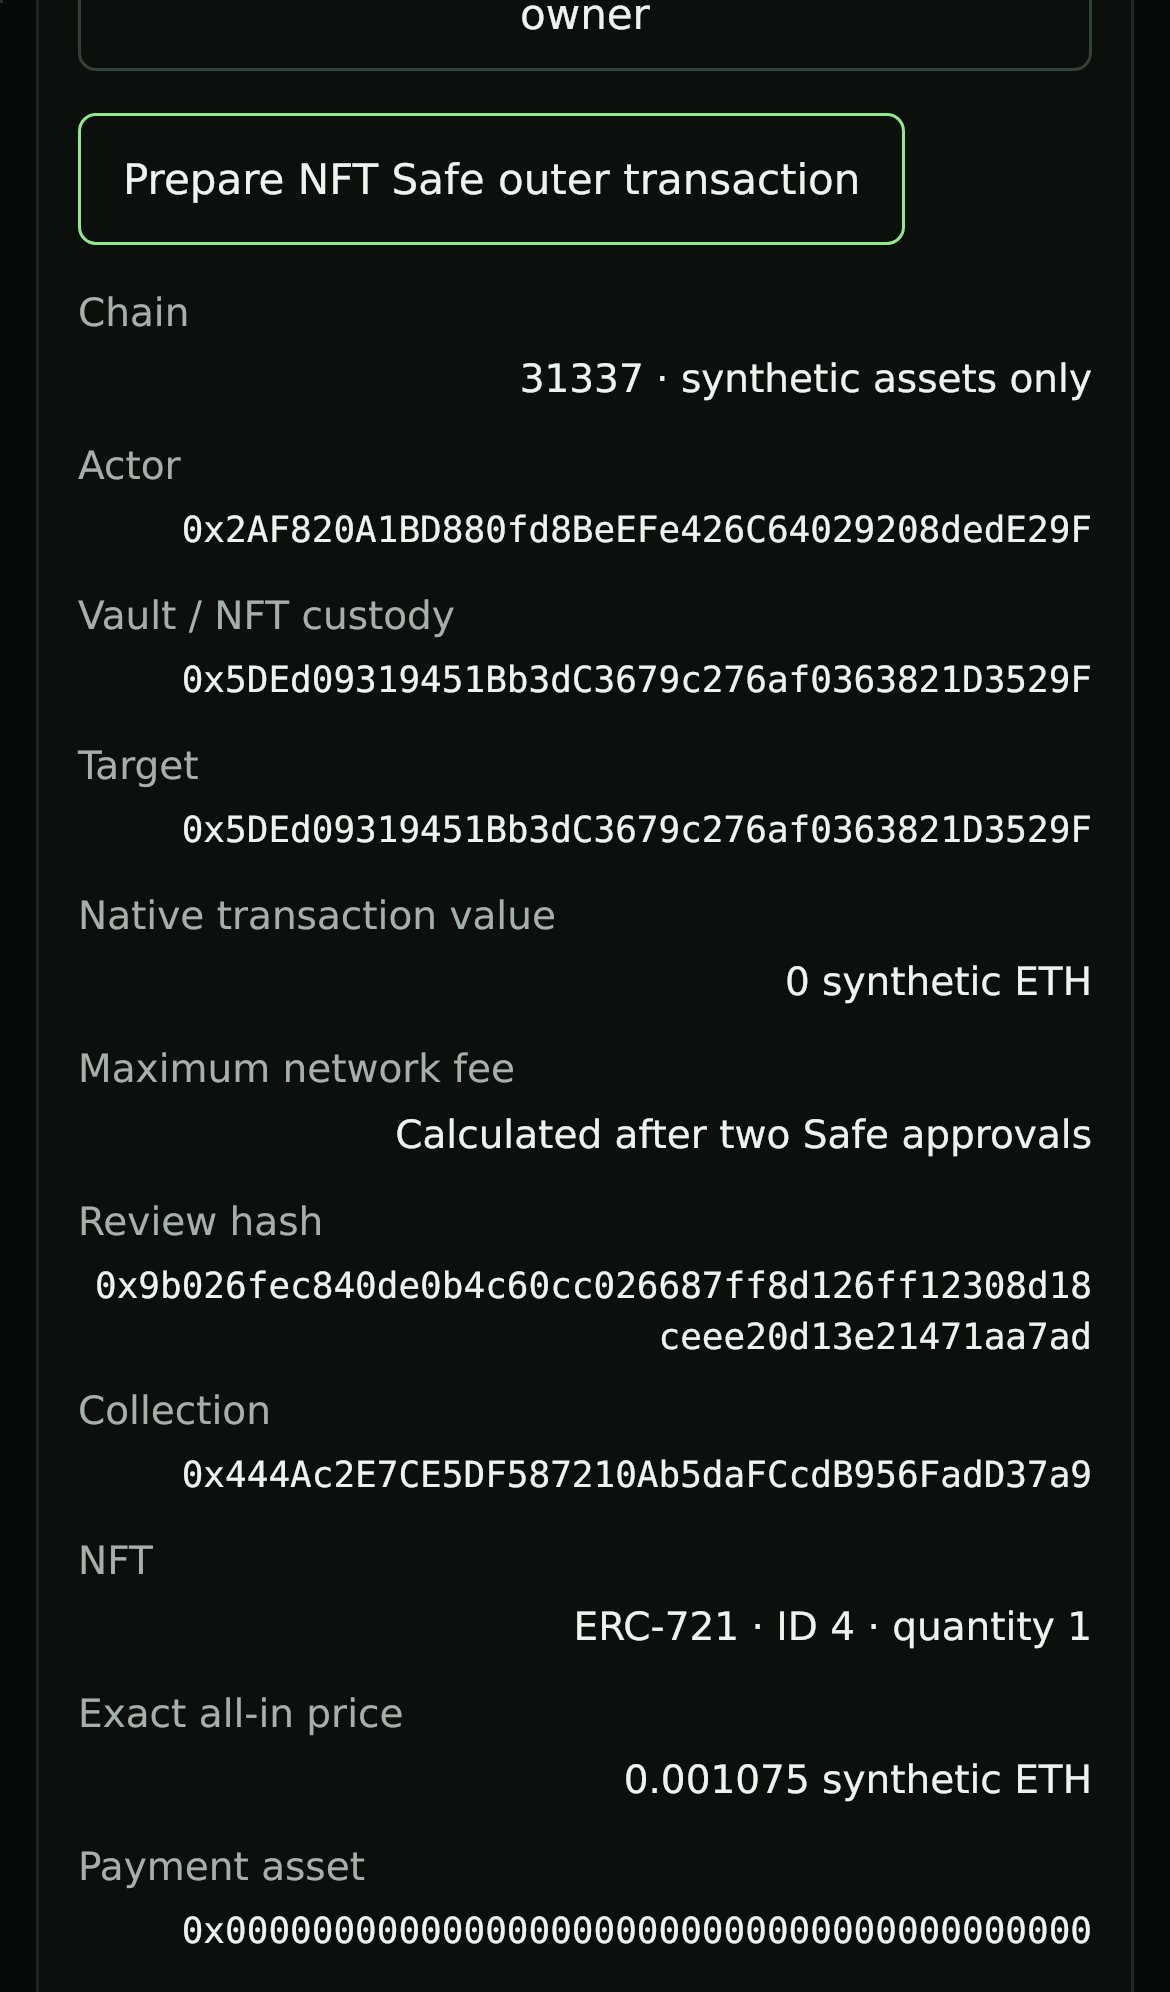 owner
Prepare NFT Safe outer transaction
Chain
31337 · synthetic assets only
Actor
0x2AF820A1BD880fd8BeEFe426C64029208dedE29F
Vault / NFT custody
0x5DEd09319451Bb3dC3679c276af0363821D3529F
Target
0x5DEd09319451Bb3dC3679c276af0363821D3529F
Native transaction value
0 synthetic ETH
Maximum network fee
Calculated after two Safe approvals
Review hash
0x9b026fec840de0b4c60cc026687ff8d126ff12308d18
ceee20d13e21471aa7ad
Collection
0x444Ac2E7CE5DF587210Ab5daFCcdB956FadD37a9
NFT
ERC-721 · ID 4 · quantity 1
Exact all-in price
0.001075 synthetic ETH
Payment asset
0x0000000000000000000000000000000000000000